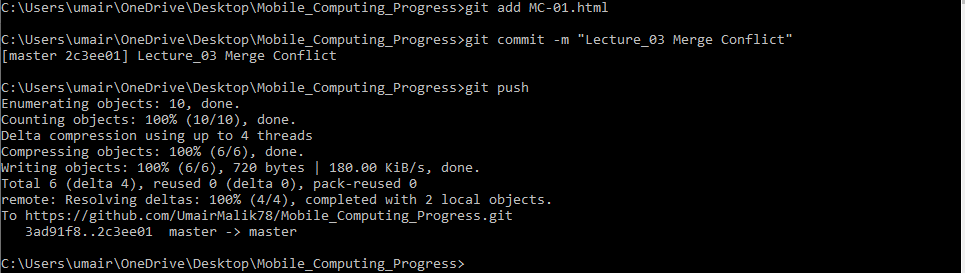 C:\Users\umair\OneDrive\Desktop\Mobile_Computing_Progress>git add MC-01.html
C:\Users\umair\OneDrive\Desktop\Mobile_Computing_Progress>git commit -m "Lecture_03 Merge Conflict"
[master 2c3ee01] Lecture_03 Merge Conflict
C:\Users\umair\OneDrive\Desktop\Mobile_Computing_Progress>git push
Enumerating objects: 10, done.
Counting objects: 100% (10/10), done.
Delta compression using up to 4 threads
Compressing objects: 100% (6/6), done.
Writing objects: 100% (6/6), 720 bytes | 180.00 KiB/s, done.
Total 6 (delta 4), reused 0 (delta 0), pack-reused 0
remote: Resolving deltas: 100% (4/4), completed with 2 local objects.
To https://github.com/UmairMalik78/Mobile_Computing_Progress.git
   3ad91f8..2c3ee01  master -> master
C:\Users\umair\OneDrive\Desktop\Mobile_Computing_Progress>